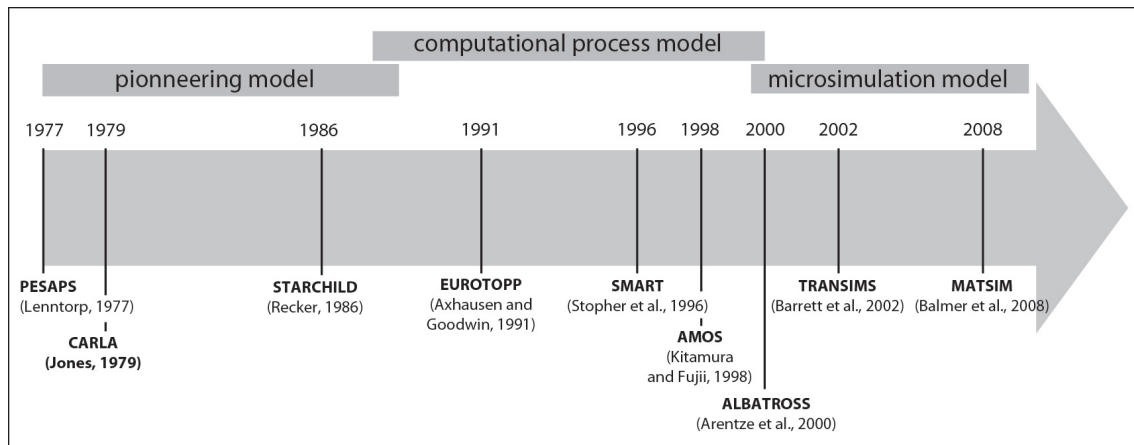 computational process model
pionneering model
microsimulation model
1977
1979
1986
1991
1996
1998
2000
2002
2008
PESAPS
(Lenntorp, 1977)
CARLA
(Jones, 1979)
STARCHILD
(Recker, 1986)
EUROTOPP
(Axhausen and
Goodwin, 1991)
SMART
(Stopher et al., 1996)
AMOS
(Kitamura
and Fujii, 1998)
ALBATROSS
(Arentze et al., 2000)
TRANSIMS
(Barrett et al., 2002)
MATSIM
(Balmer et al., 2008)